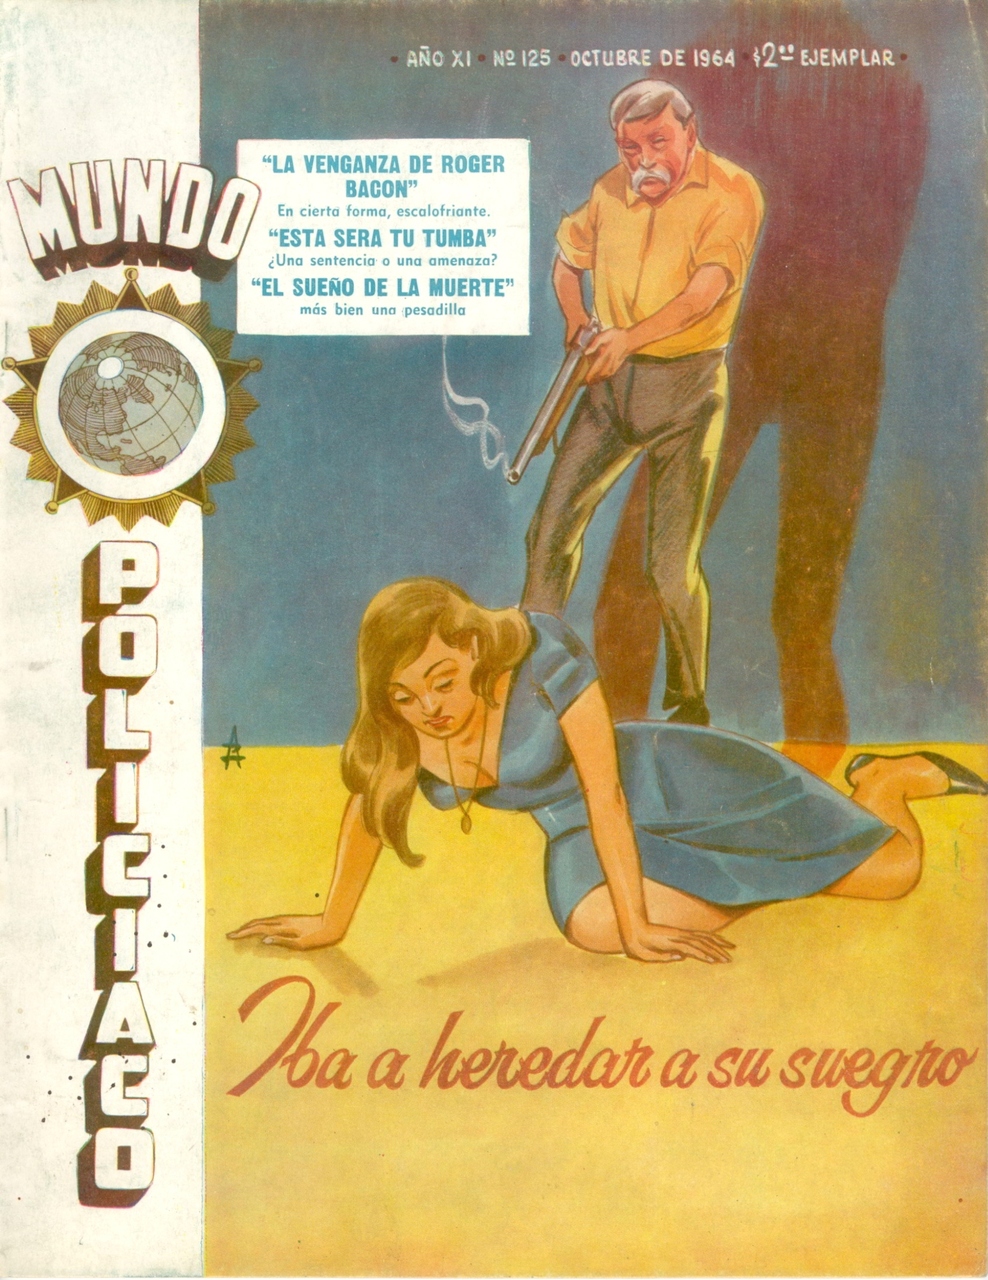 • AÑO XI • Nº 125 • OCTUBRE DE 1964 • $2ºº EJEMPLAR •
MUNDO
POLICIACO
“LA VENGANZA DE ROGER
BACON”
En cierta forma, escalofriante.
“ESTA SERA TU TUMBA”
¿Una sentencia o una amenaza?
“EL SUEÑO DE LA MUERTE”
más bien una pesadilla
Iba a heredar a su suegro